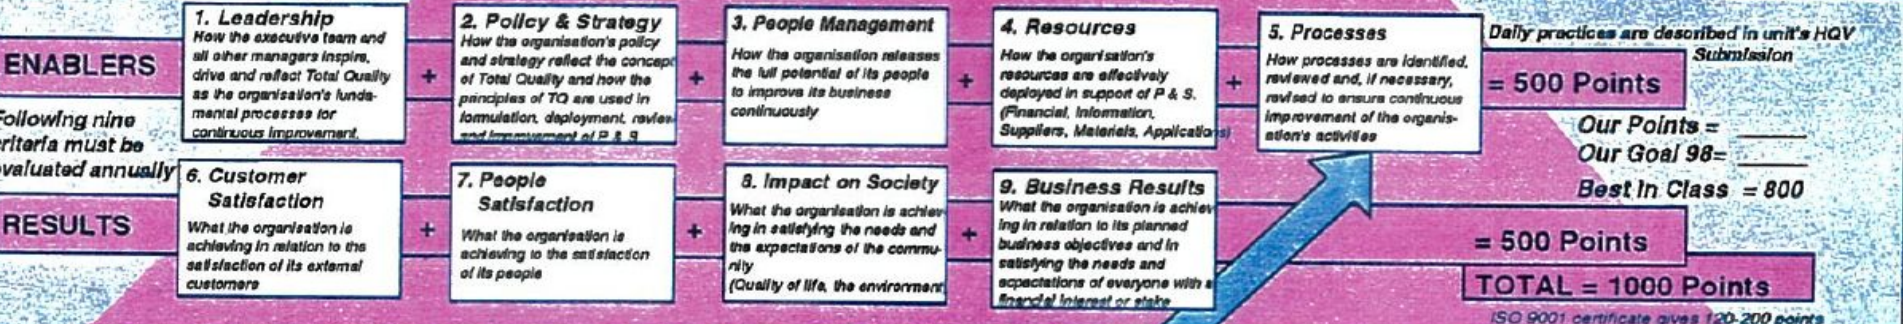 ENABLERS
1. Leadership
How the executive team and
all other managers inspire,
drive and reflect Total Quality
as the organisation's funda-
mental processes for
continuous improvement.
+
2. Policy & Strategy
How the organisation's policy
and strategy reflect the concept
of Total Quality and how the
principles of TQ are used in
formulation, deployment, review
and improvement of P & S
+
3. People Management
How the organisation releases
the full potential of its people
to improve its business
continuously
+
4. Resources
How the organisation's
resources are effectively
deployed in support of P & S.
(Financial, Information,
Suppliers, Materials, Applications)
+
5. Processes
How processes are identified,
reviewed and, if necessary,
revised to ensure continuous
improvement of the organis-
ation's activities
Daily practices are described in unit's HQV
Submission
= 500 Points
Following nine
criteria must be
evaluated annually
Our Points =
Our Goal 98=
Best in Class = 800
RESULTS
6. Customer
Satisfaction
What the organisation is
achieving in relation to the
satisfaction of its external
customers
+
7. People
Satisfaction
What the organisation is
achieving to the satisfaction
of its people
+
8. Impact on Society
What the organisation is achiev-
ing in satisfying the needs and
the expectations of the commu-
nity
(Quality of life, the environment
+
9. Business Results
What the organisation is achiev
ing in relation to its planned
business objectives and in
satisfying the needs and
expectations of everyone with a
financial interest or stake
= 500 Points
TOTAL = 1000 Points
ISO 9001 certificate gives 120-200 points